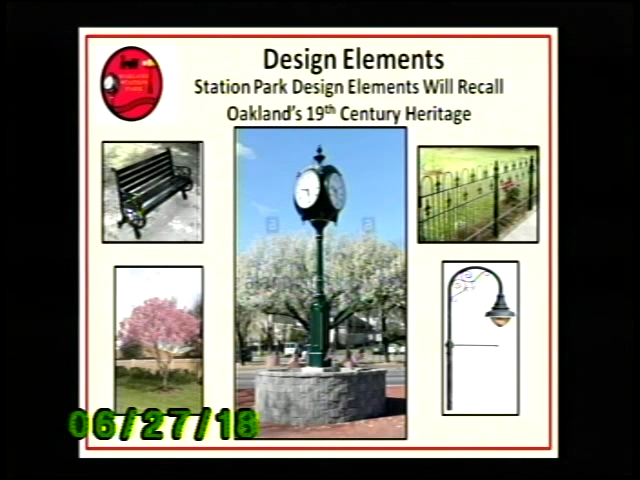 Design Elements
Station Park Design Elements Will Recall
Oakland's 19th Century Heritage
06/27/18